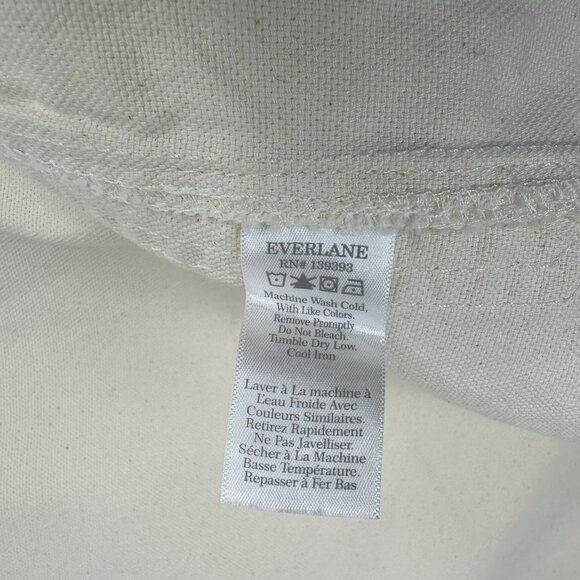 EVERLANE
RN# 139393
Machine Wash Cold,
With Like Colors.
Remove Promptly
Do Not Bleach.
Tumble Dry Low.
Cool Iron
Laver à La machine à
L'eau Froide Avec
Couleurs Similaires.
Retirez Rapidement
Ne Pas Javelliser.
Sécher à La Machine
Basse Température.
Repasser à Fer Bas